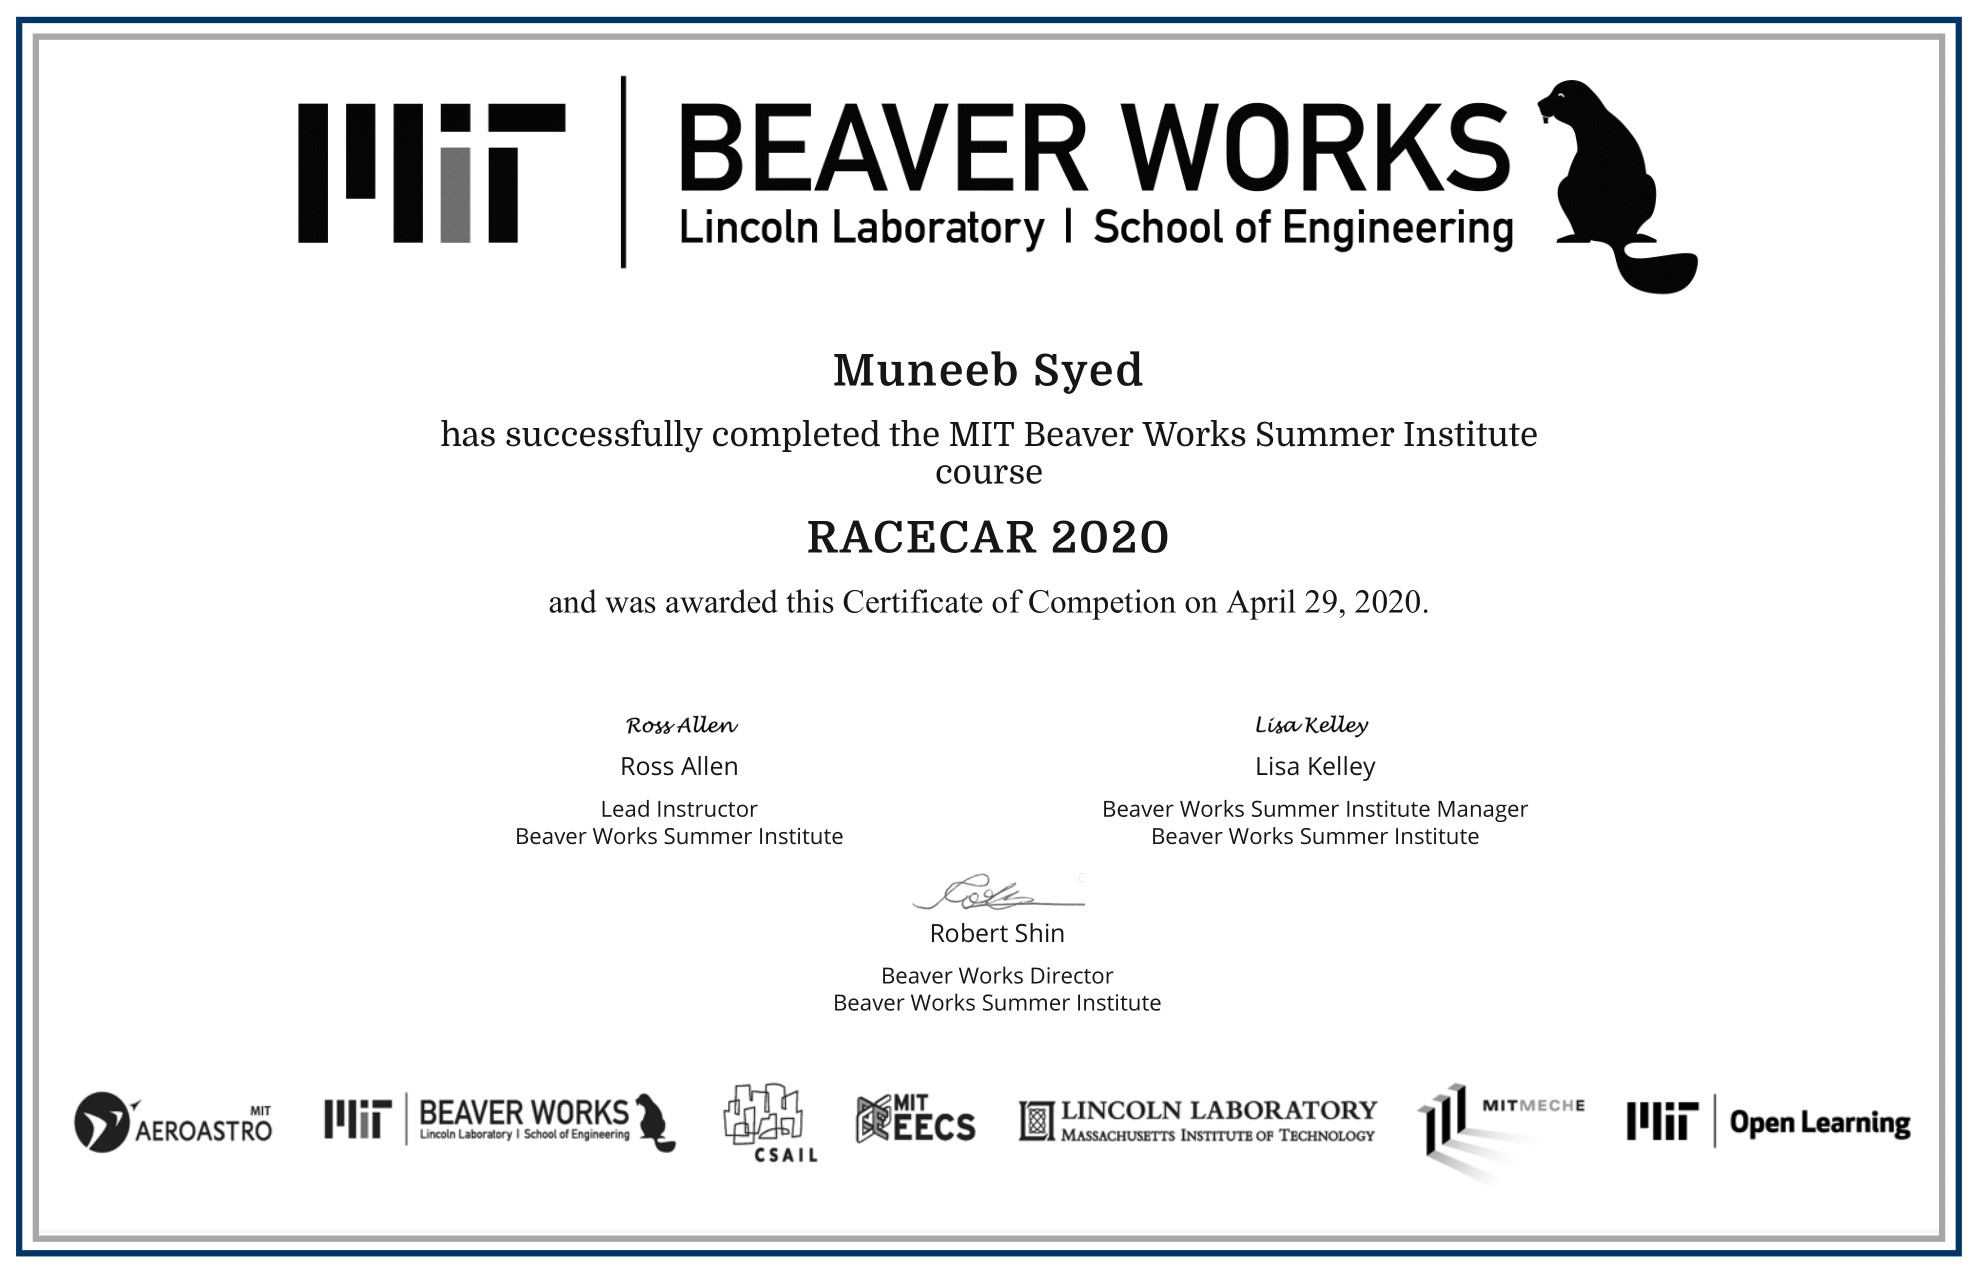 MIT
BEAVER WORKS
Lincoln Laboratory | School of Engineering
Muneeb Syed
has successfully completed the MIT Beaver Works Summer Institute
course
RACECAR 2020
and was awarded this Certificate of Competion on April 29, 2020.
Ross Allen
Ross Allen
Lead Instructor
Beaver Works Summer Institute
Lisa Kelley
Lisa Kelley
Beaver Works Summer Institute Manager
Beaver Works Summer Institute
Robert Shin
Beaver Works Director
Beaver Works Summer Institute
MIT
AEROASTRO
MIT
BEAVER WORKS
Lincoln Laboratory | School of Engineering
CSAIL
MIT
EECS
LINCOLN LABORATORY
MASSACHUSETTS INSTITUTE OF TECHNOLOGY
MITMECHE
MIT
Open Learning